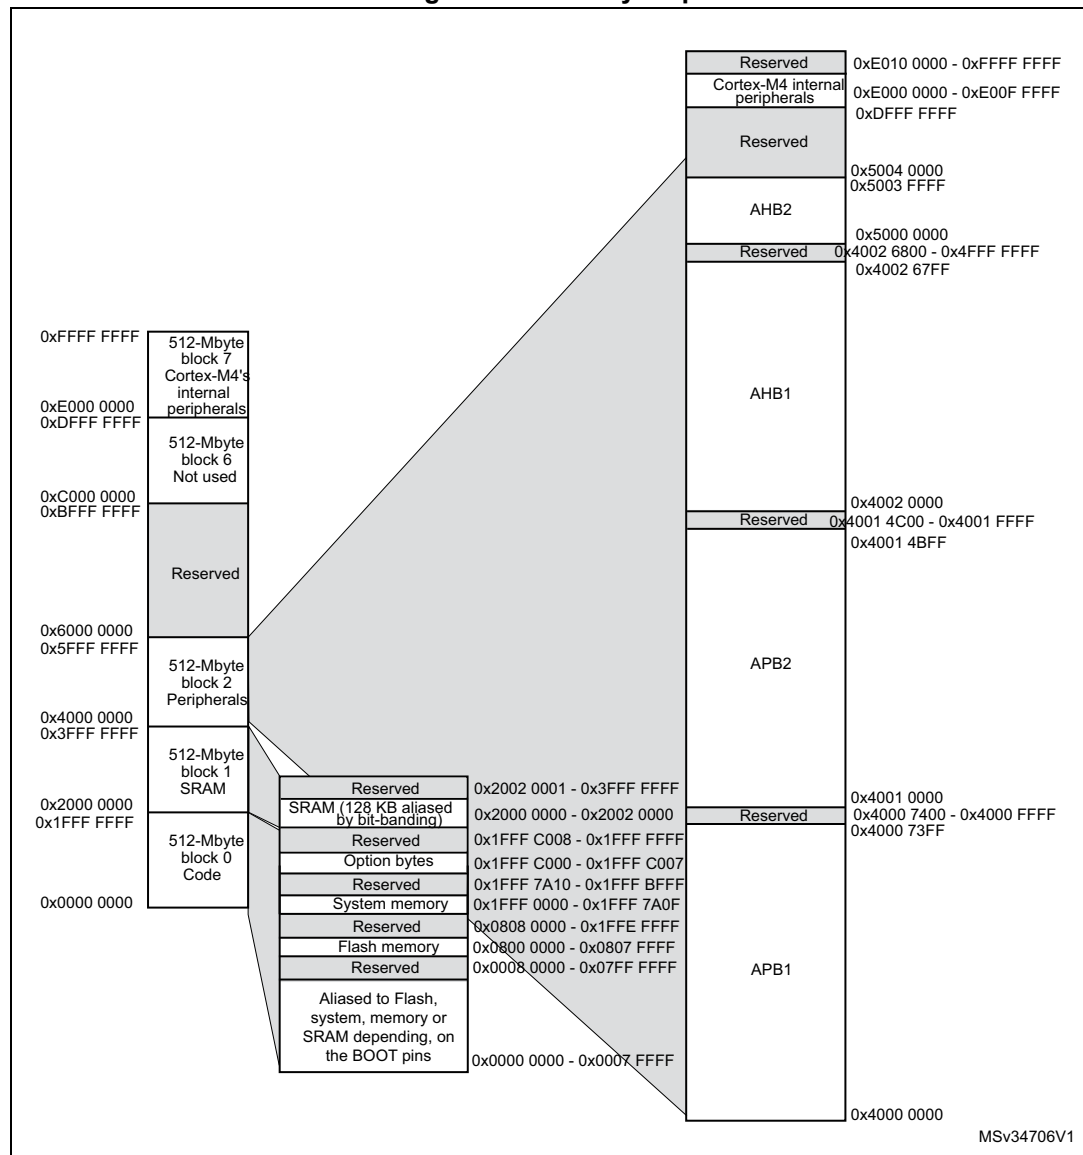 0xFFFF FFFF
512-Mbyte
block 7
Cortex-M4's
internal
peripherals
0xE000 0000
0xDFFF FFFF
512-Mbyte
block 6
Not used
0xC000 0000
0xBFFF FFFF
Reserved
0x6000 0000
0x5FFF FFFF
512-Mbyte
block 2
Peripherals
0x4000 0000
0x3FFF FFFF
512-Mbyte
block 1
SRAM
0x2000 0000
0x1FFF FFFF
512-Mbyte
block 0
Code
0x0000 0000
Reserved 0x2002 0001 - 0x3FFF FFFF
SRAM (128 KB aliased
by bit-banding) 0x2000 0000 - 0x2002 0000
Reserved 0x1FFF C008 - 0x1FFF FFFF
Option bytes 0x1FFF C000 - 0x1FFF C007
Reserved 0x1FFF 7A10 - 0x1FFF BFFF
System memory 0x1FFF 0000 - 0x1FFF 7A0F
Reserved 0x0808 0000 - 0x1FFE FFFF
Flash memory 0x0800 0000 - 0x0807 FFFF
Reserved 0x0008 0000 - 0x07FF FFFF
Aliased to Flash,
system, memory or
SRAM depending, on
the BOOT pins
0x0000 0000 - 0x0007 FFFF
Reserved 0xE010 0000 - 0xFFFF FFFF
Cortex-M4 internal
peripherals 0xE000 0000 - 0xE00F FFFF
0xDFFF FFFF
Reserved
0x5004 0000
0x5003 FFFF
AHB2
0x5000 0000
Reserved 0x4002 6800 - 0x4FFF FFFF
0x4002 67FF
AHB1
0x4002 0000
Reserved 0x4001 4C00 - 0x4001 FFFF
0x4001 4BFF
APB2
0x4001 0000
Reserved 0x4000 7400 - 0x4000 FFFF
0x4000 73FF
APB1
0x4000 0000
MSv34706V1